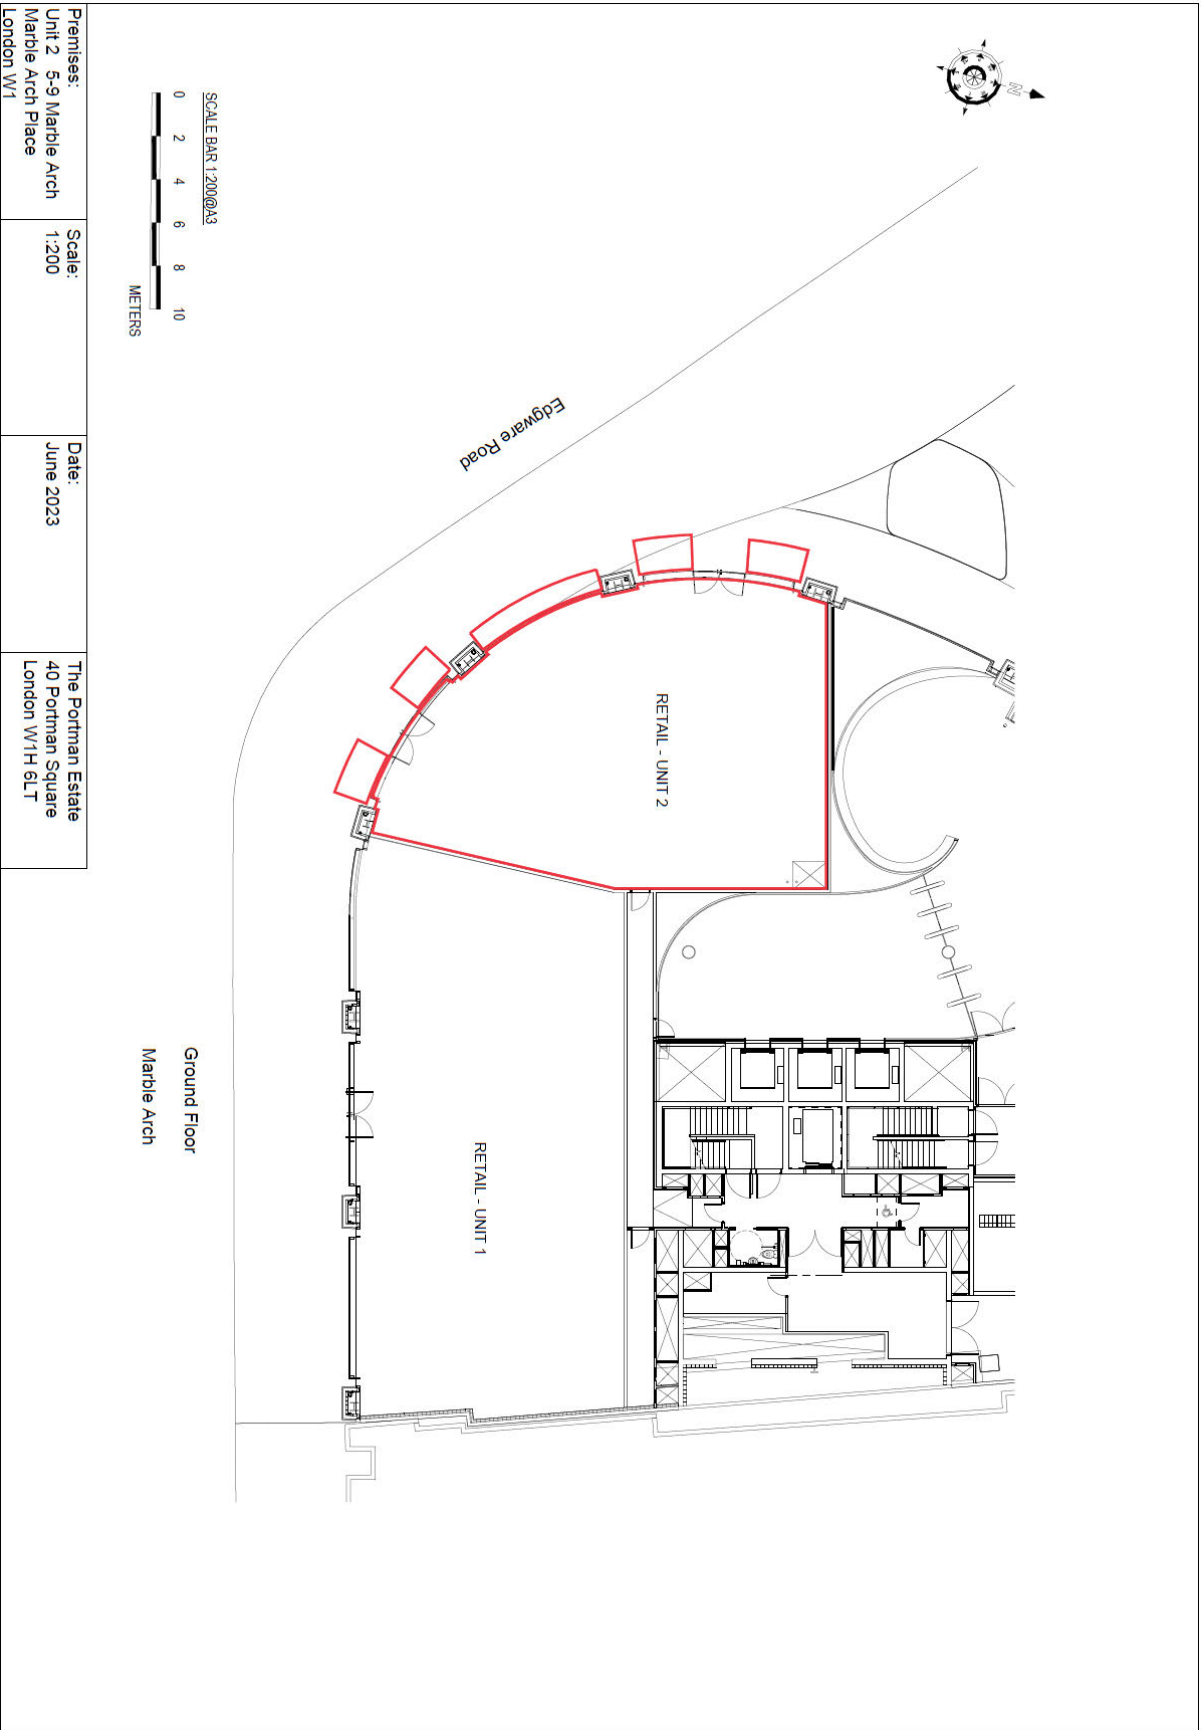 N
Edgware Road
RETAIL - UNIT 2
RETAIL - UNIT 1
SCALE BAR 1:200@A3
0 2 4 6 8 10
METERS
Ground Floor
Marble Arch
Premises:
Unit 2 5-9 Marble Arch
Marble Arch Place
London W1
Scale:
1:200
Date:
June 2023
The Portman Estate
40 Portman Square
London W1H 6LT